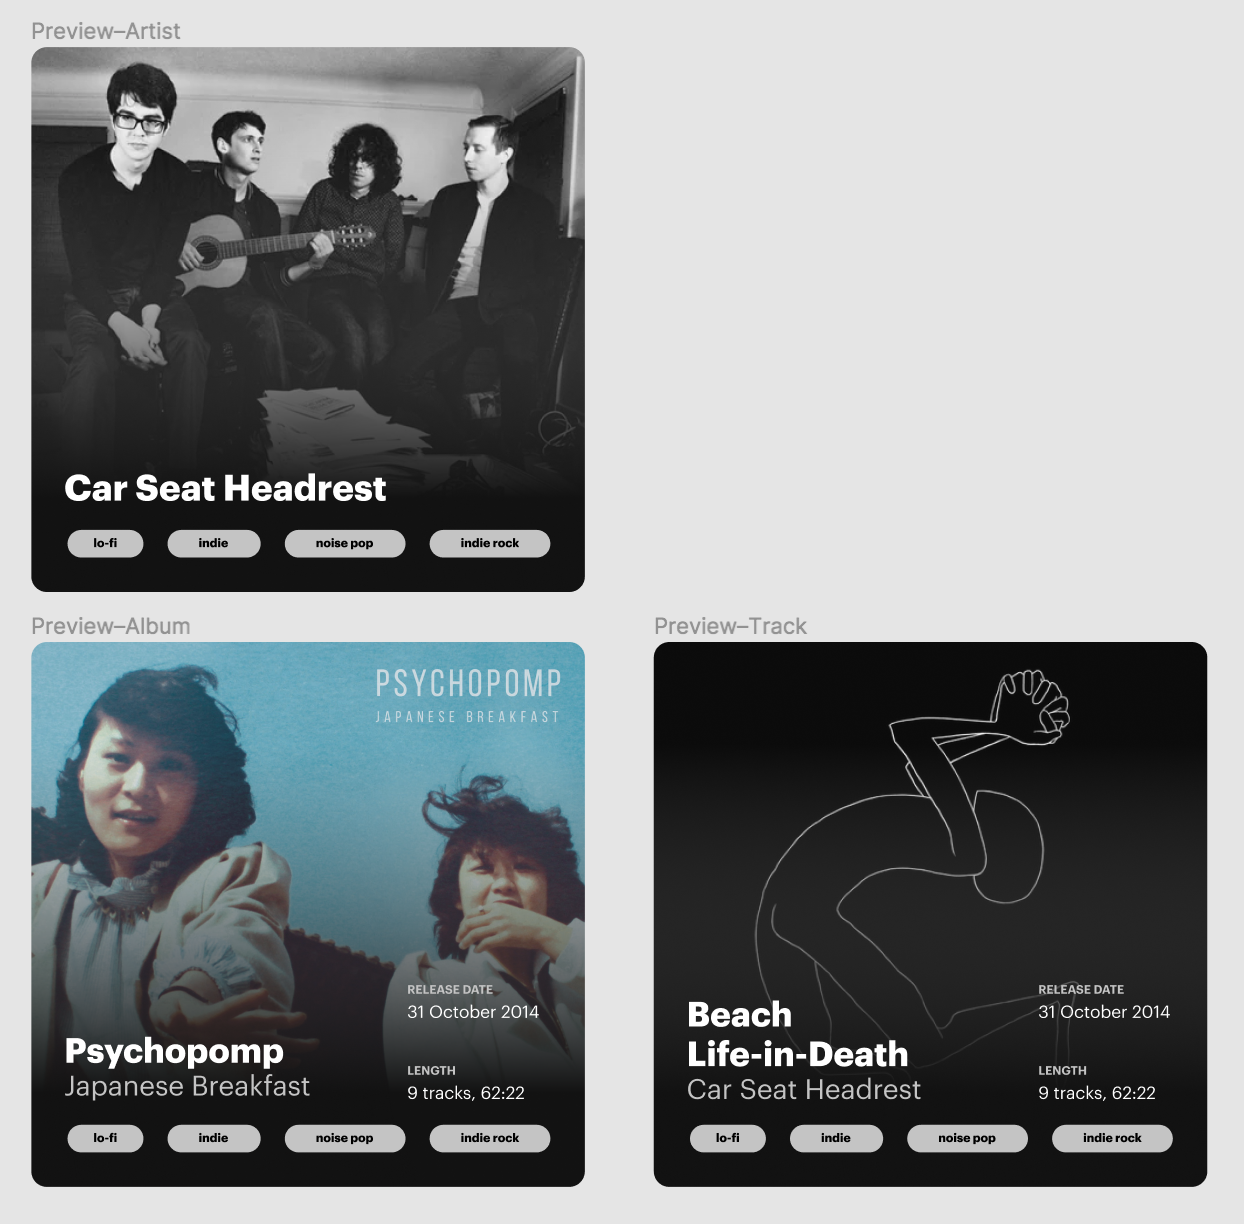 Preview–Artist
Car Seat Headrest
lo-fi
indie
noise pop
indie rock
Preview–Album
PSYCHOPOMP
JAPANESE BREAKFAST
RELEASE DATE
31 October 2014
Psychopomp
Japanese Breakfast
LENGTH
9 tracks, 62:22
lo-fi
indie
noise pop
indie rock
Preview–Track
RELEASE DATE
31 October 2014
Beach
Life-in-Death
Car Seat Headrest
LENGTH
9 tracks, 62:22
lo-fi
indie
noise pop
indie rock